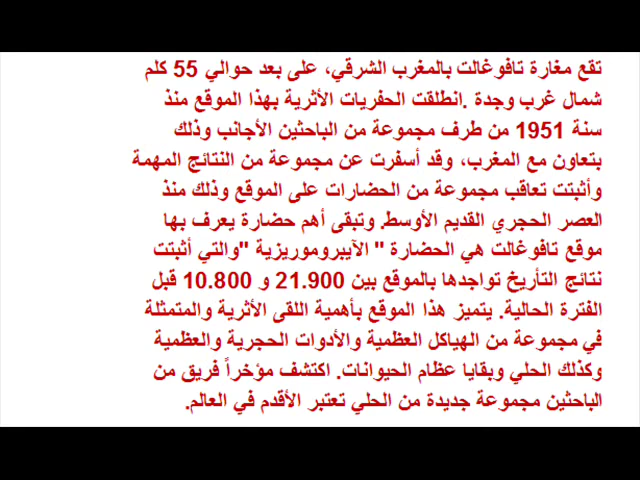 تقع مغارة تافوغالت بالمغرب الشرقي، على بعد حوالي 55 كلم
شمال غرب وجدة .انطلقت الحفريات الأثرية بهذا الموقع منذ
سنة 1951 من طرف مجموعة من الباحثين الأجانب وذلك
بتعاون مع المغرب، وقد أسفرت عن مجموعة من النتائج المهمة
وأثبتت تعاقب مجموعة من الحضارات على الموقع وذلك منذ
العصر الحجري القديم الأوسط. وتبقى أهم حضارة يعرف بها
موقع تافوغالت هي الحضارة " الآيبروموريزية "والتي أثبتت
نتائج التأريخ تواجدها بالموقع بين 21.900 و 10.800 قبل
الفترة الحالية. يتميز هذا الموقع بأهمية اللقى الأثرية والمتمثلة
في مجموعة من الهياكل العظمية والأدوات الحجرية والعظمية
وكذلك الحلي وبقايا عظام الحيوانات. اكتشف مؤخراً فريق من
الباحثين مجموعة جديدة من الحلي تعتبر الأقدم في العالم.